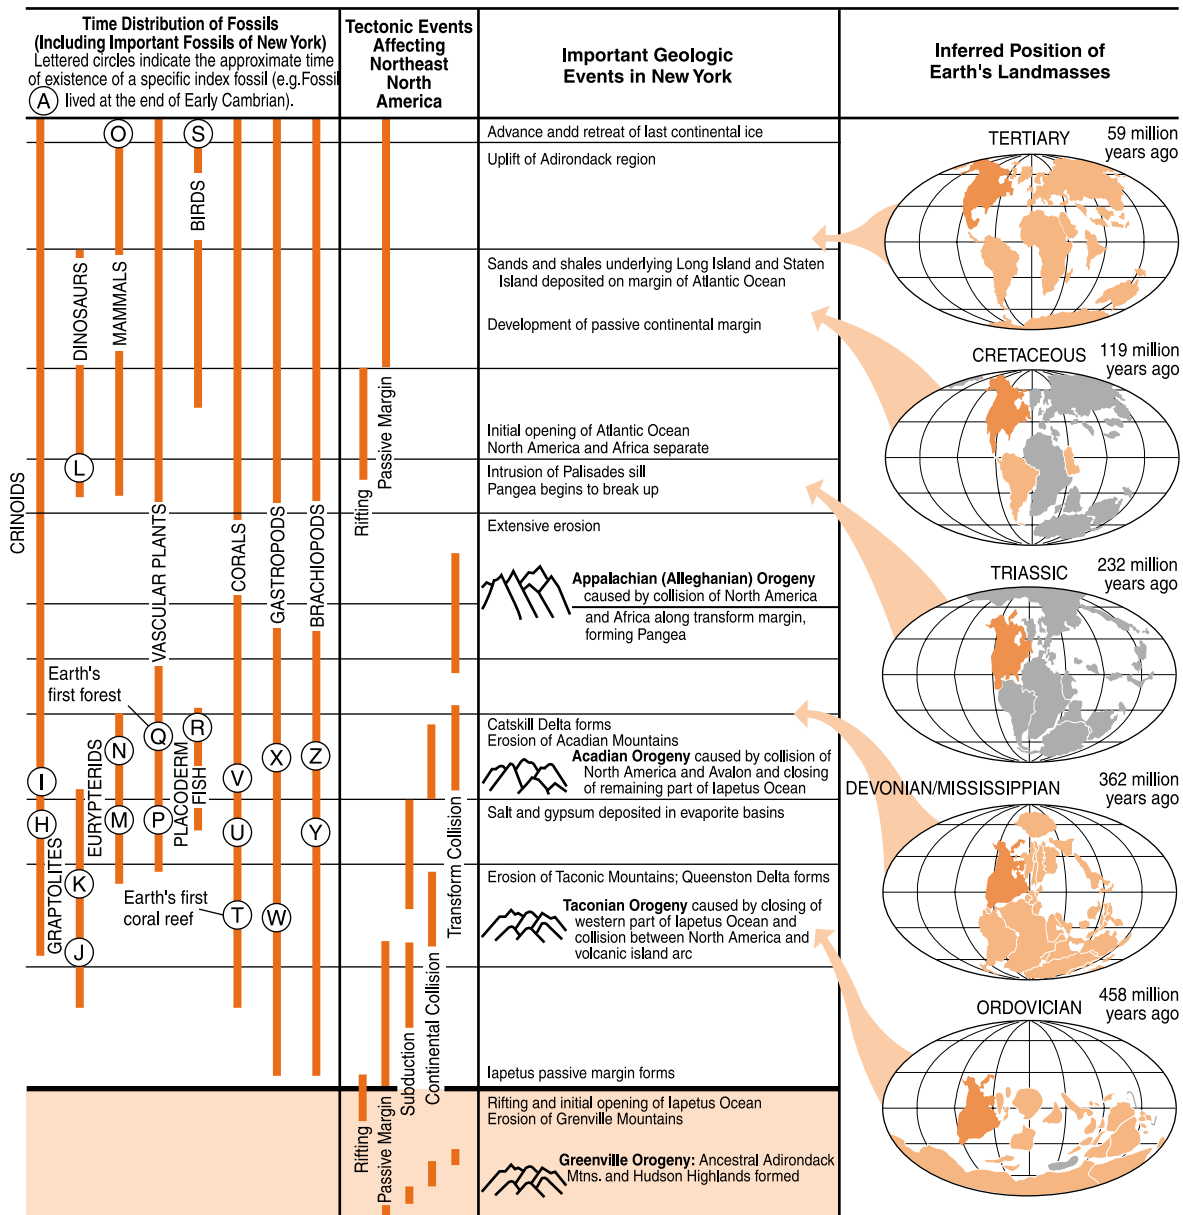 Time Distribution of Fossils
(Including Important Fossils of New York)
Lettered circles indicate the approximate time
of existence of a specific index fossil (e.g.Fossil
A lived at the end of Early Cambrian).
Tectonic Events
Affecting
Northeast
North
America
Important Geologic
Events in New York
Inferred Position of
Earth's Landmasses
CRINOIDS
I
H
GRAPTOLITES
DINOSAURS
L
K
J
O
MAMMALS
EURYPTERIDS
N
M
VASCULAR PLANTS
Earth's
first forest
Q
P
S
BIRDS
R
PLACODERM
FISH
CORALS
V
U
Earth's first
coral reef
T
GASTROPODS
X
W
BRACHIOPODS
Z
Y
Rifting
Passive Margin
Transform Collision
Continental Collision
Subduction
Rifting
Passive Margin
Advance andd retreat of last continental ice
Uplift of Adirondack region
Sands and shales underlying Long Island and Staten
Island deposited on margin of Atlantic Ocean
Development of passive continental margin
Initial opening of Atlantic Ocean
North America and Africa separate
Intrusion of Palisades sill
Pangea begins to break up
Extensive erosion
Appalachian (Alleghanian) Orogeny
caused by collision of North America
and Africa along transform margin,
forming Pangea
Catskill Delta forms
Erosion of Acadian Mountains
Acadian Orogeny caused by collision of
North America and Avalon and closing
of remaining part of Iapetus Ocean
Salt and gypsum deposited in evaporite basins
Erosion of Taconic Mountains; Queenston Delta forms
Taconian Orogeny caused by closing of
western part of Iapetus Ocean and
collision between North America and
volcanic island arc
Iapetus passive margin forms
Rifting and initial opening of Iapetus Ocean
Erosion of Grenville Mountains
Greenville Orogeny: Ancestral Adirondack
Mtns. and Hudson Highlands formed
TERTIARY
59 million
years ago
CRETACEOUS
119 million
years ago
TRIASSIC
232 million
years ago
DEVONIAN/MISSISSIPPIAN
362 million
years ago
ORDOVICIAN
458 million
years ago